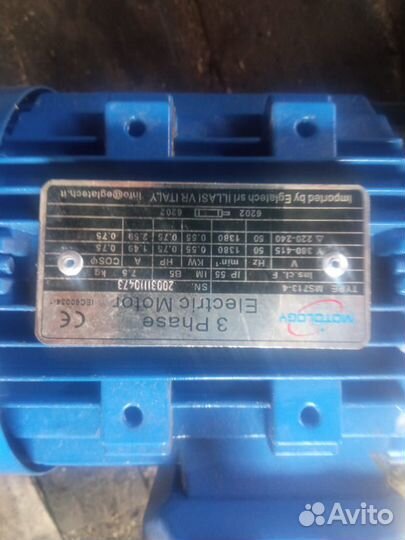 MOTOLOGY
3 Phase
Electric Motor
CE
IEC60034-1
TYPE MS713-4
SN. 20031110473
Ins.cl. F IP 55 IM B5 7.5 kg
V Hz min⁻¹ KW HP A COSφ
Y 380-415 50 1380 0.55 0.75 1.49 0.75
Δ 220-240 50 1380 0.55 0.75 2.59 0.75
6202 6202
Imported by Eglatech srl ILLASI VR ITALY info@eglatech.it
Avito